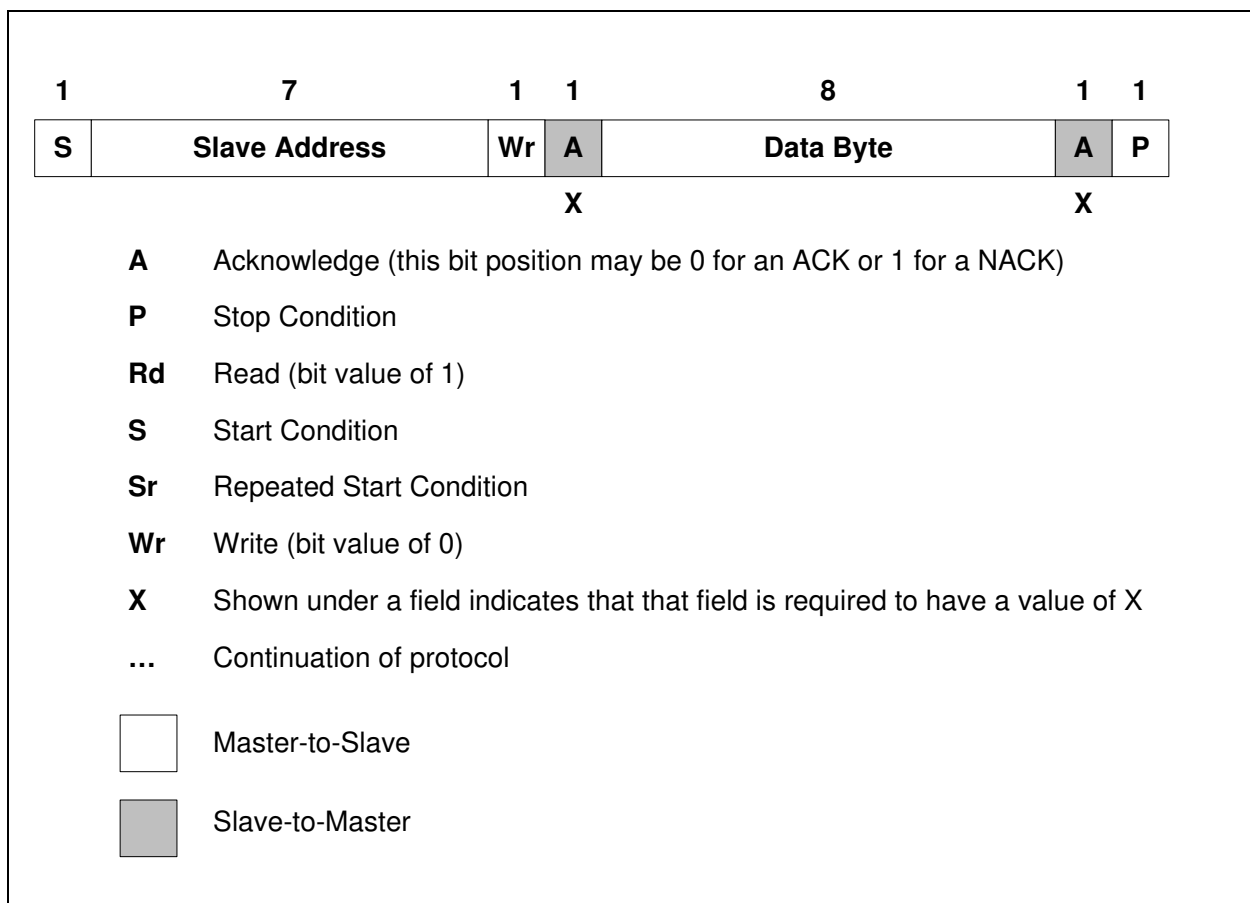 1 7 1 1 8 1 1
S Slave Address Wr A Data Byte A P
X X
A Acknowledge (this bit position may be 0 for an ACK or 1 for a NACK)
P Stop Condition
Rd Read (bit value of 1)
S Start Condition
Sr Repeated Start Condition
Wr Write (bit value of 0)
X Shown under a field indicates that that field is required to have a value of X
… Continuation of protocol
Master-to-Slave
Slave-to-Master